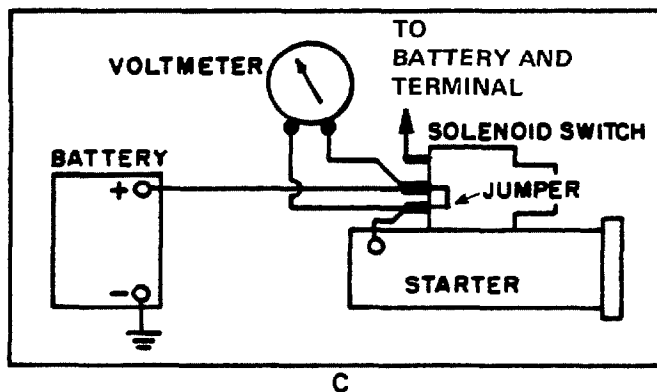 TO
BATTERY AND
TERMINAL
VOLTMETER
SOLENOID SWITCH
BATTERY
+
JUMPER
-
STARTER
C